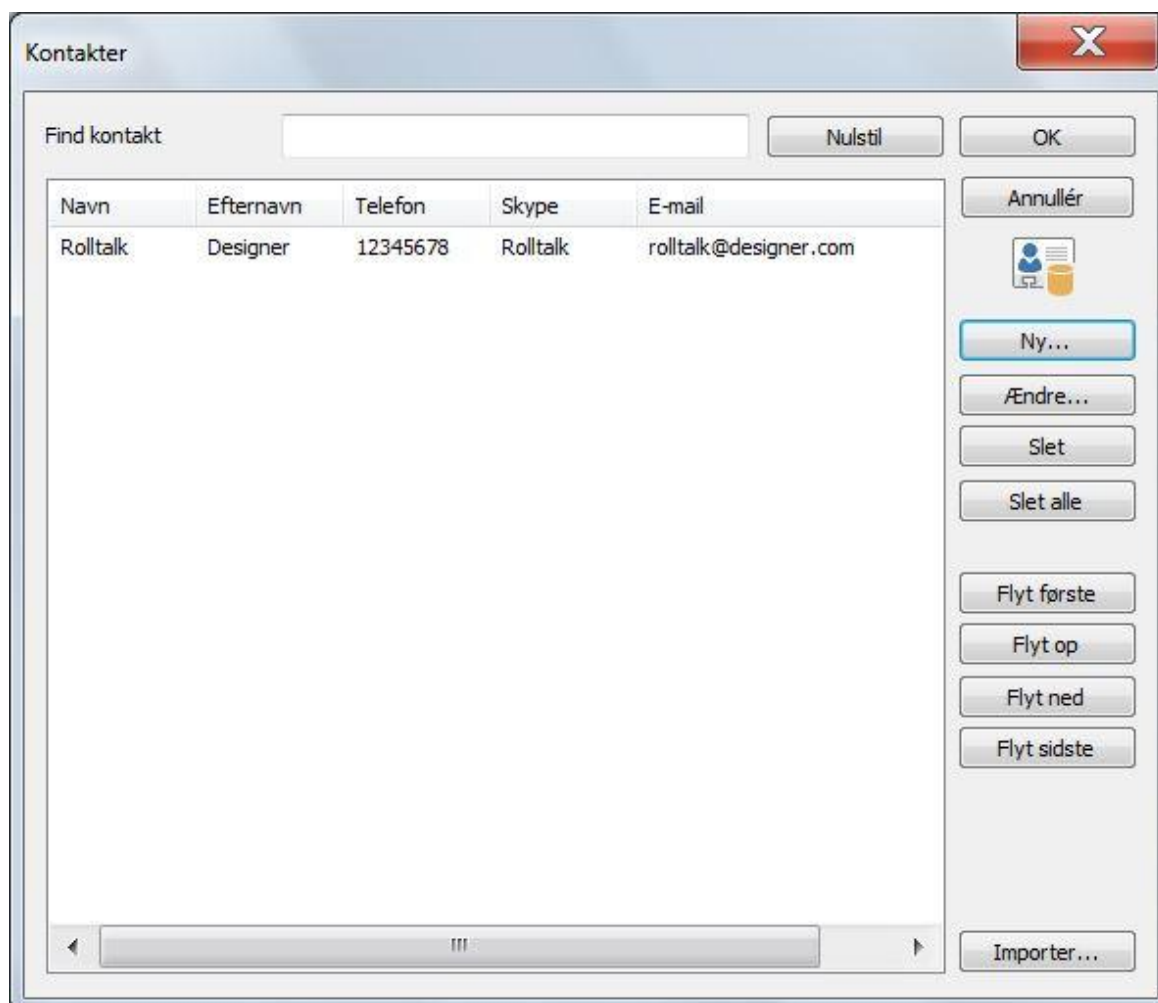 Kontakter
Find kontakt
Nulstil
OK
Annullér
Navn Efternavn Telefon Skype E-mail
Rolltalk Designer 12345678 Rolltalk rolltalk@designer.com
Ny...
Ændre...
Slet
Slet alle
Flyt første
Flyt op
Flyt ned
Flyt sidste
Importer...